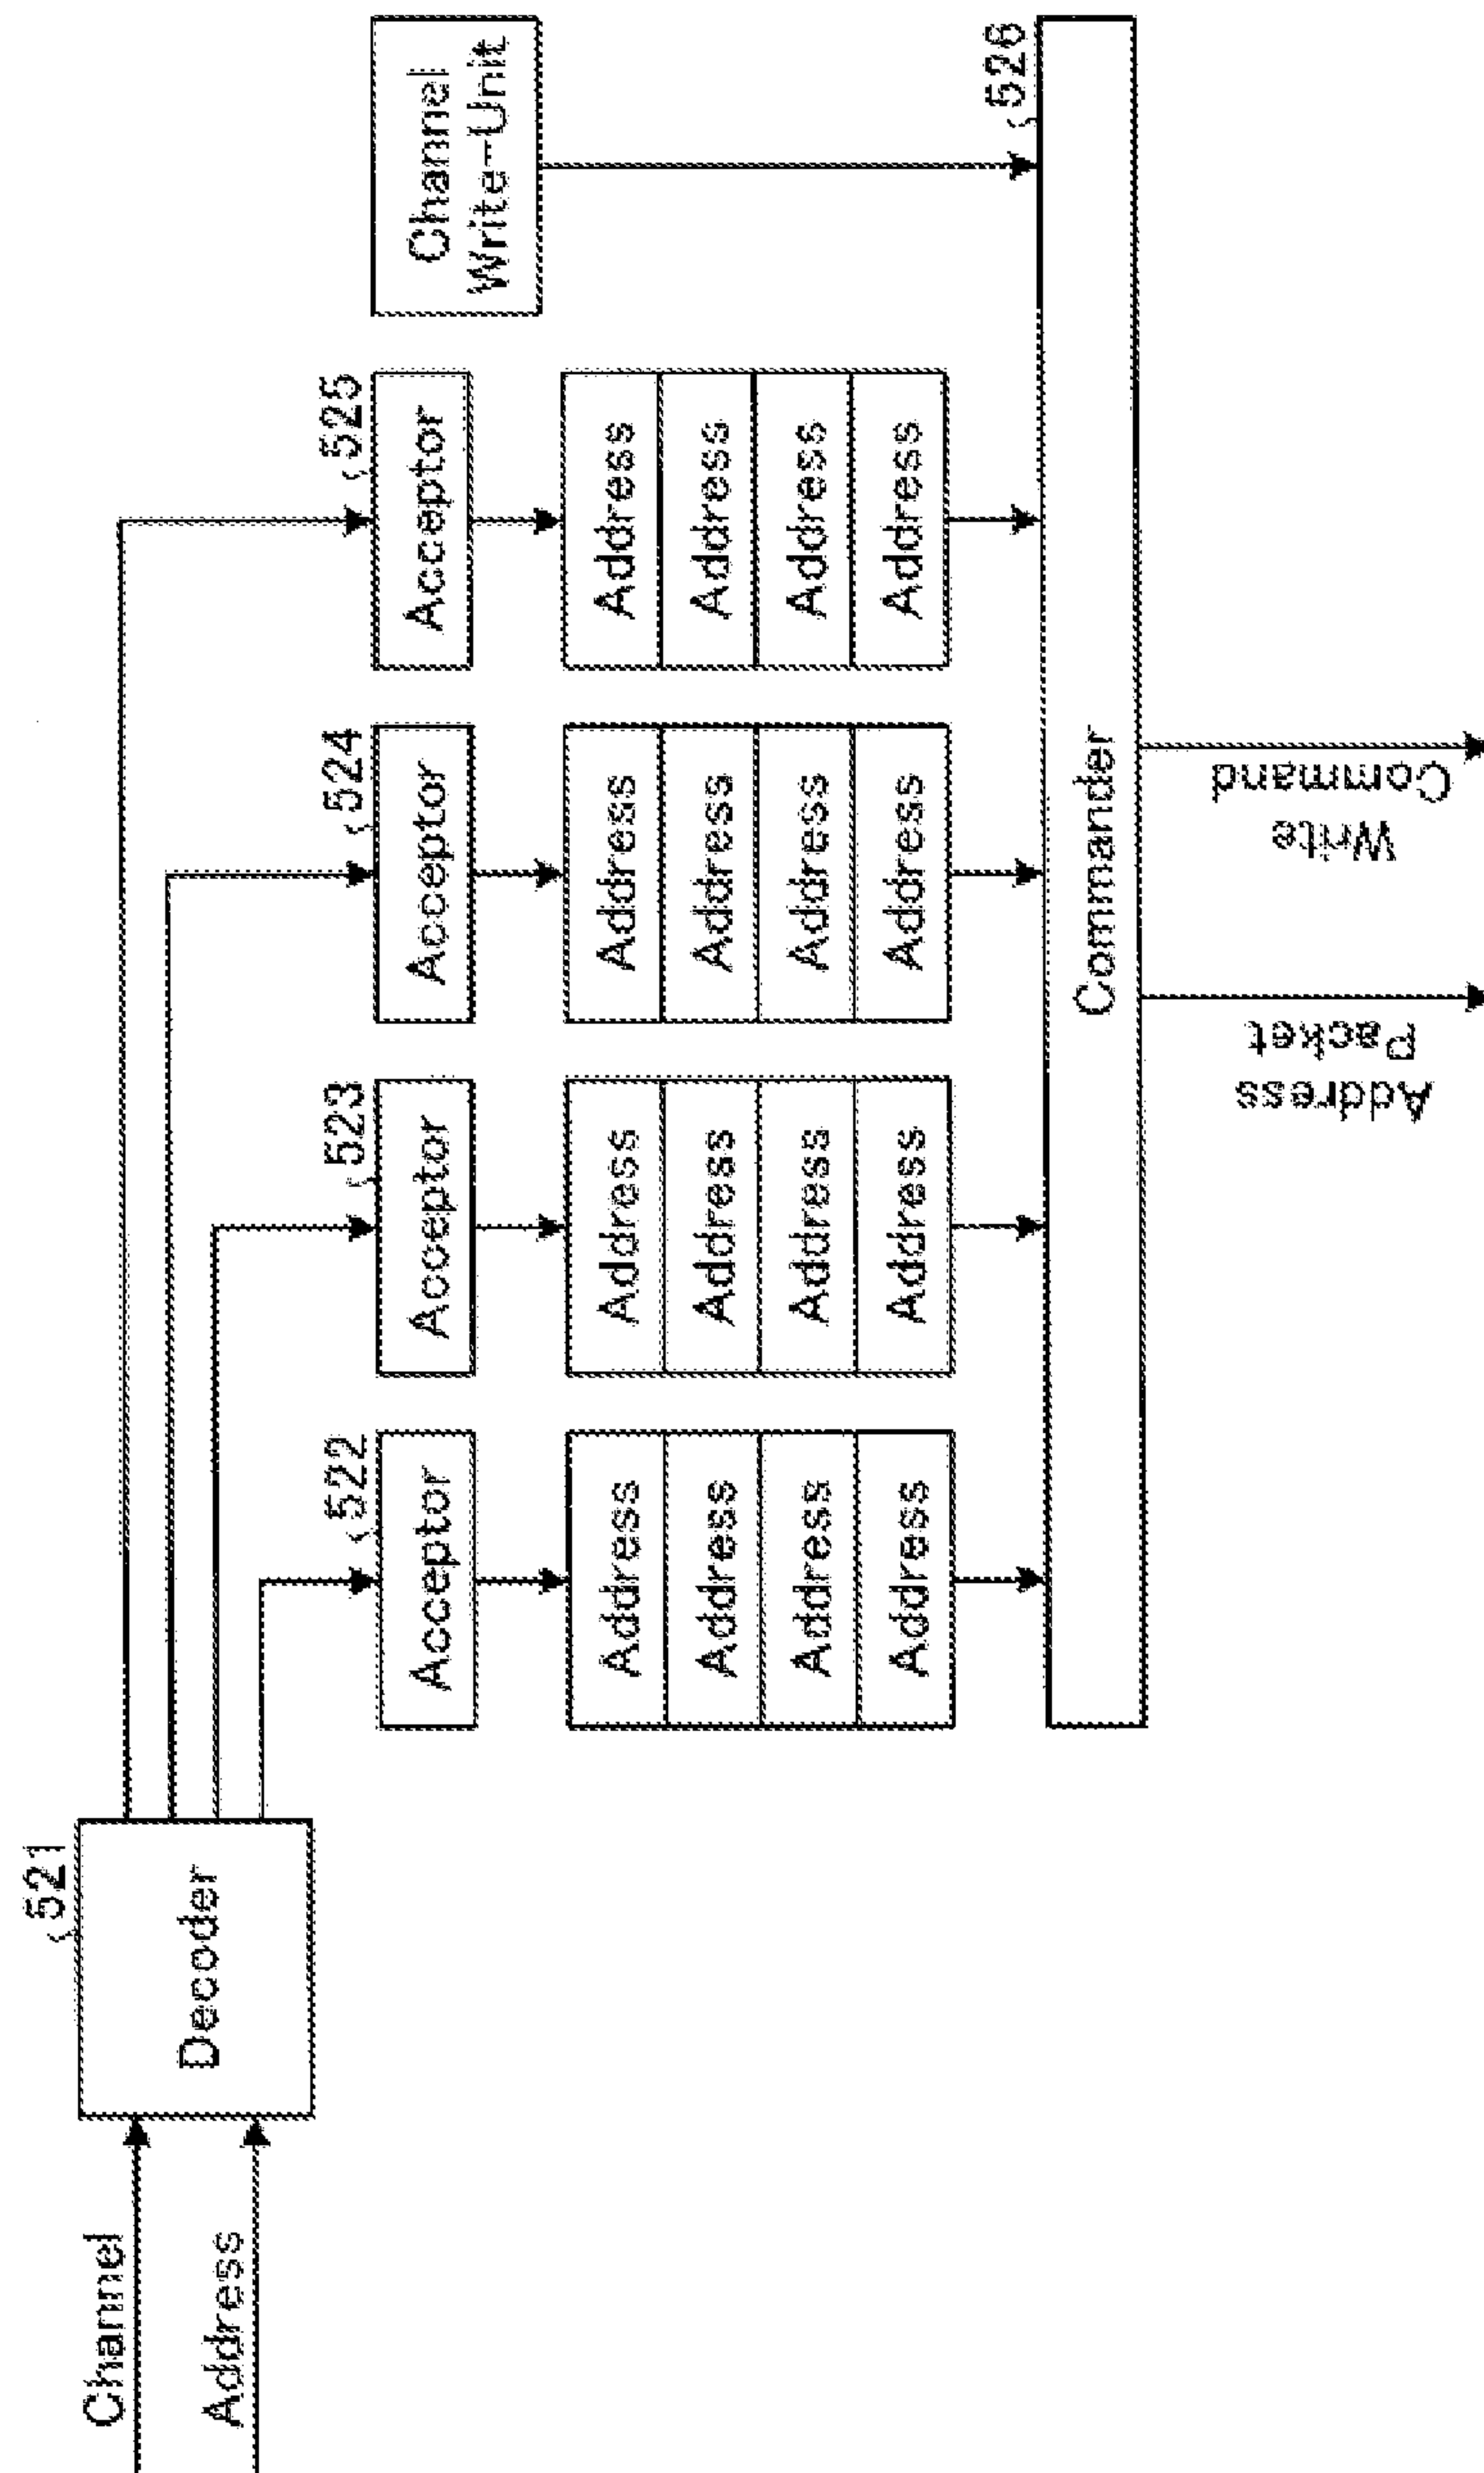 Channel
Address
521
Decoder
522
Acceptor
Address
Address
Address
Address
523
Acceptor
Address
Address
Address
Address
524
Acceptor
Address
Address
Address
Address
525
Acceptor
Address
Address
Address
Address
Channel
Write-Unit
526
Commander
Address
Packet
Write
Command